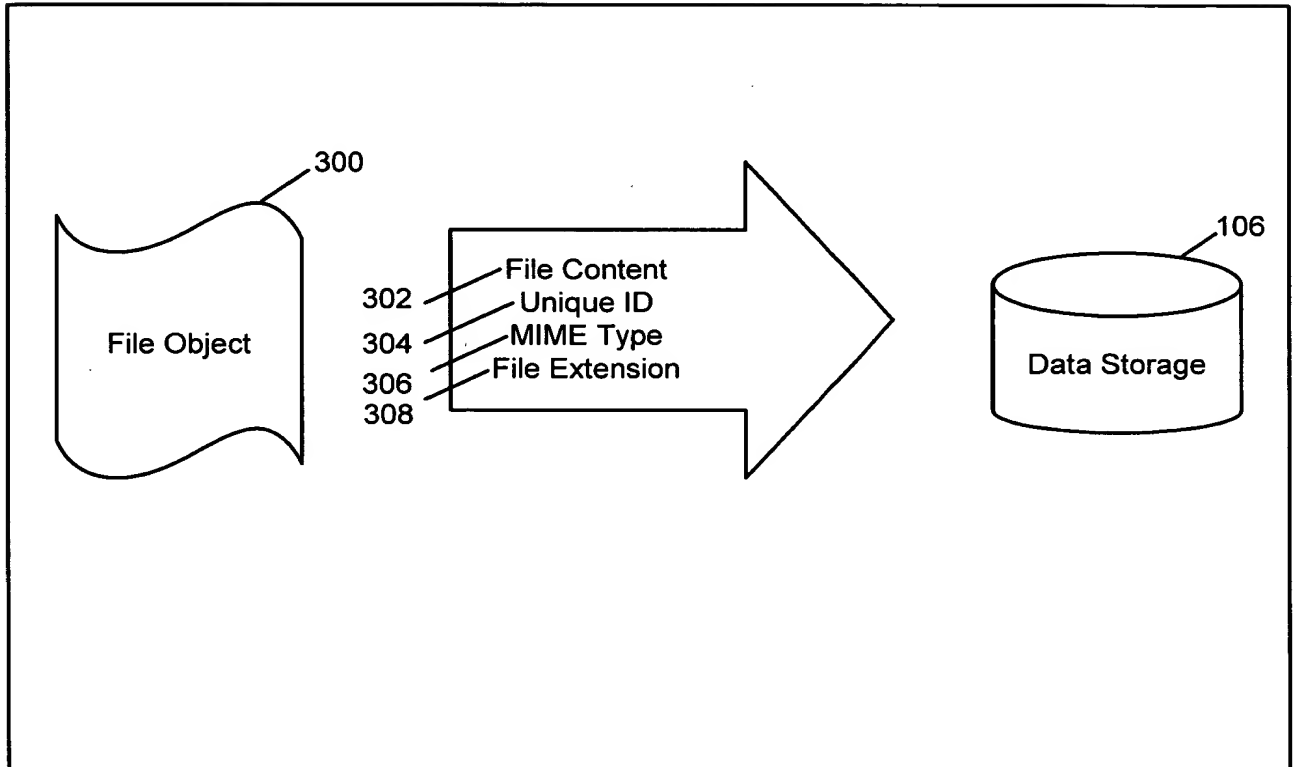 300
106
File Object
302
304
306
308
File Content
Unique ID
MIME Type
File Extension
Data Storage